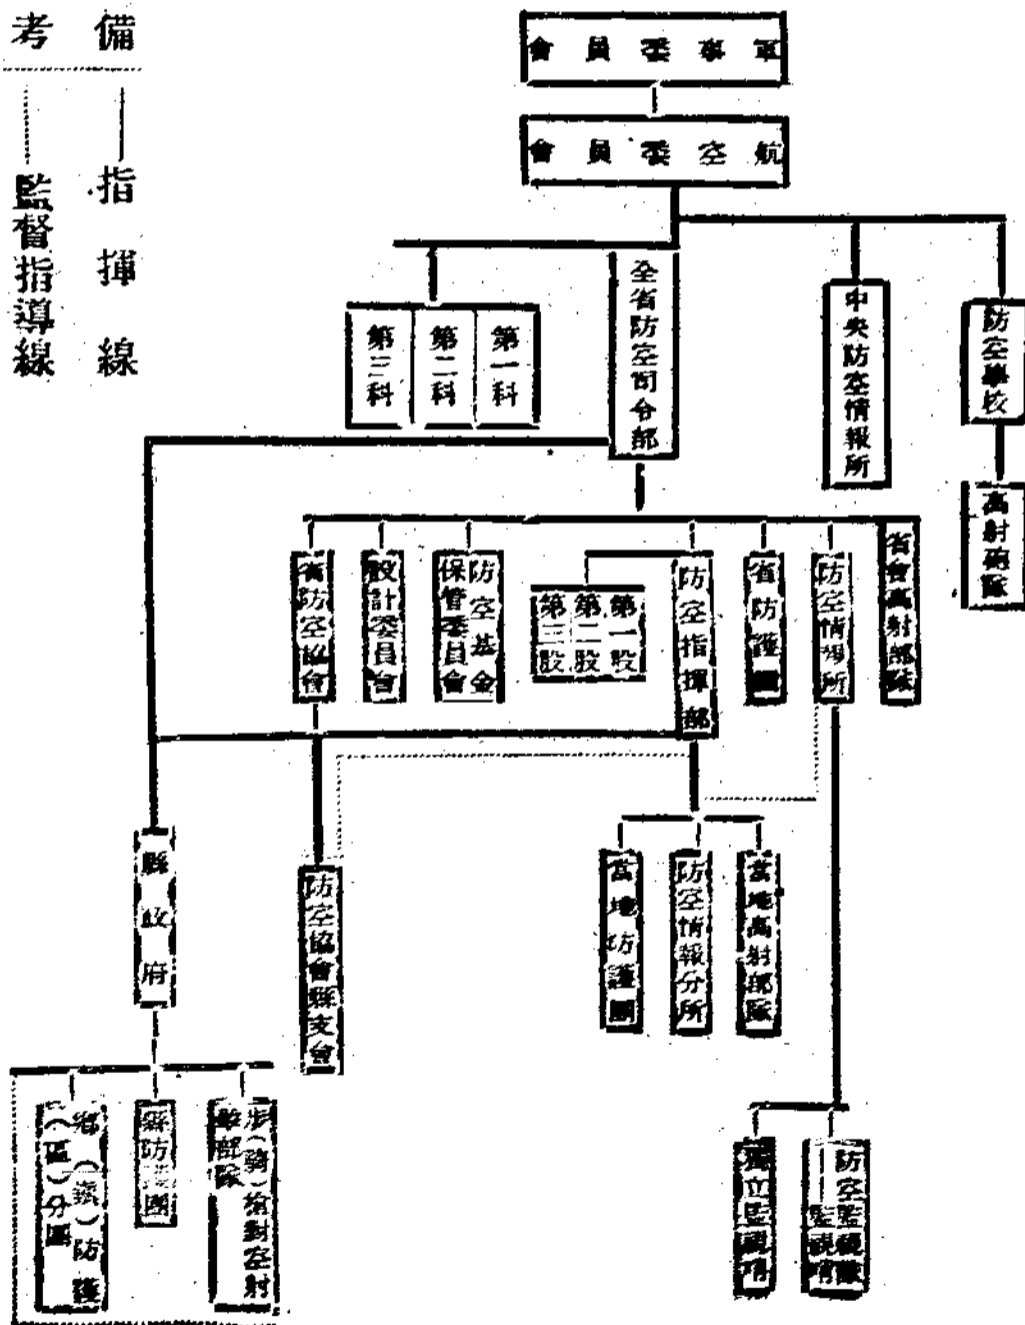 軍事委員會
航空委員會
防空學校
高射砲隊
中央防空情報所
全省防空司令部
第一科
第二科
第三科
省會高射部隊
防空情報所
省防護團
防空指揮部
第一股
第二股
第三股
防空基金
保管委員會
設計委員會
省防空協會
當地高射部隊
防空情報分所
當地防護團
防空協會縣支會
縣政府
防空監視隊
監視哨
獨立監視哨
步(騎)槍對空射
擊部隊
縣防護團
鄉(鎮)防護
(區)分團
備考
指揮線
監督指導線